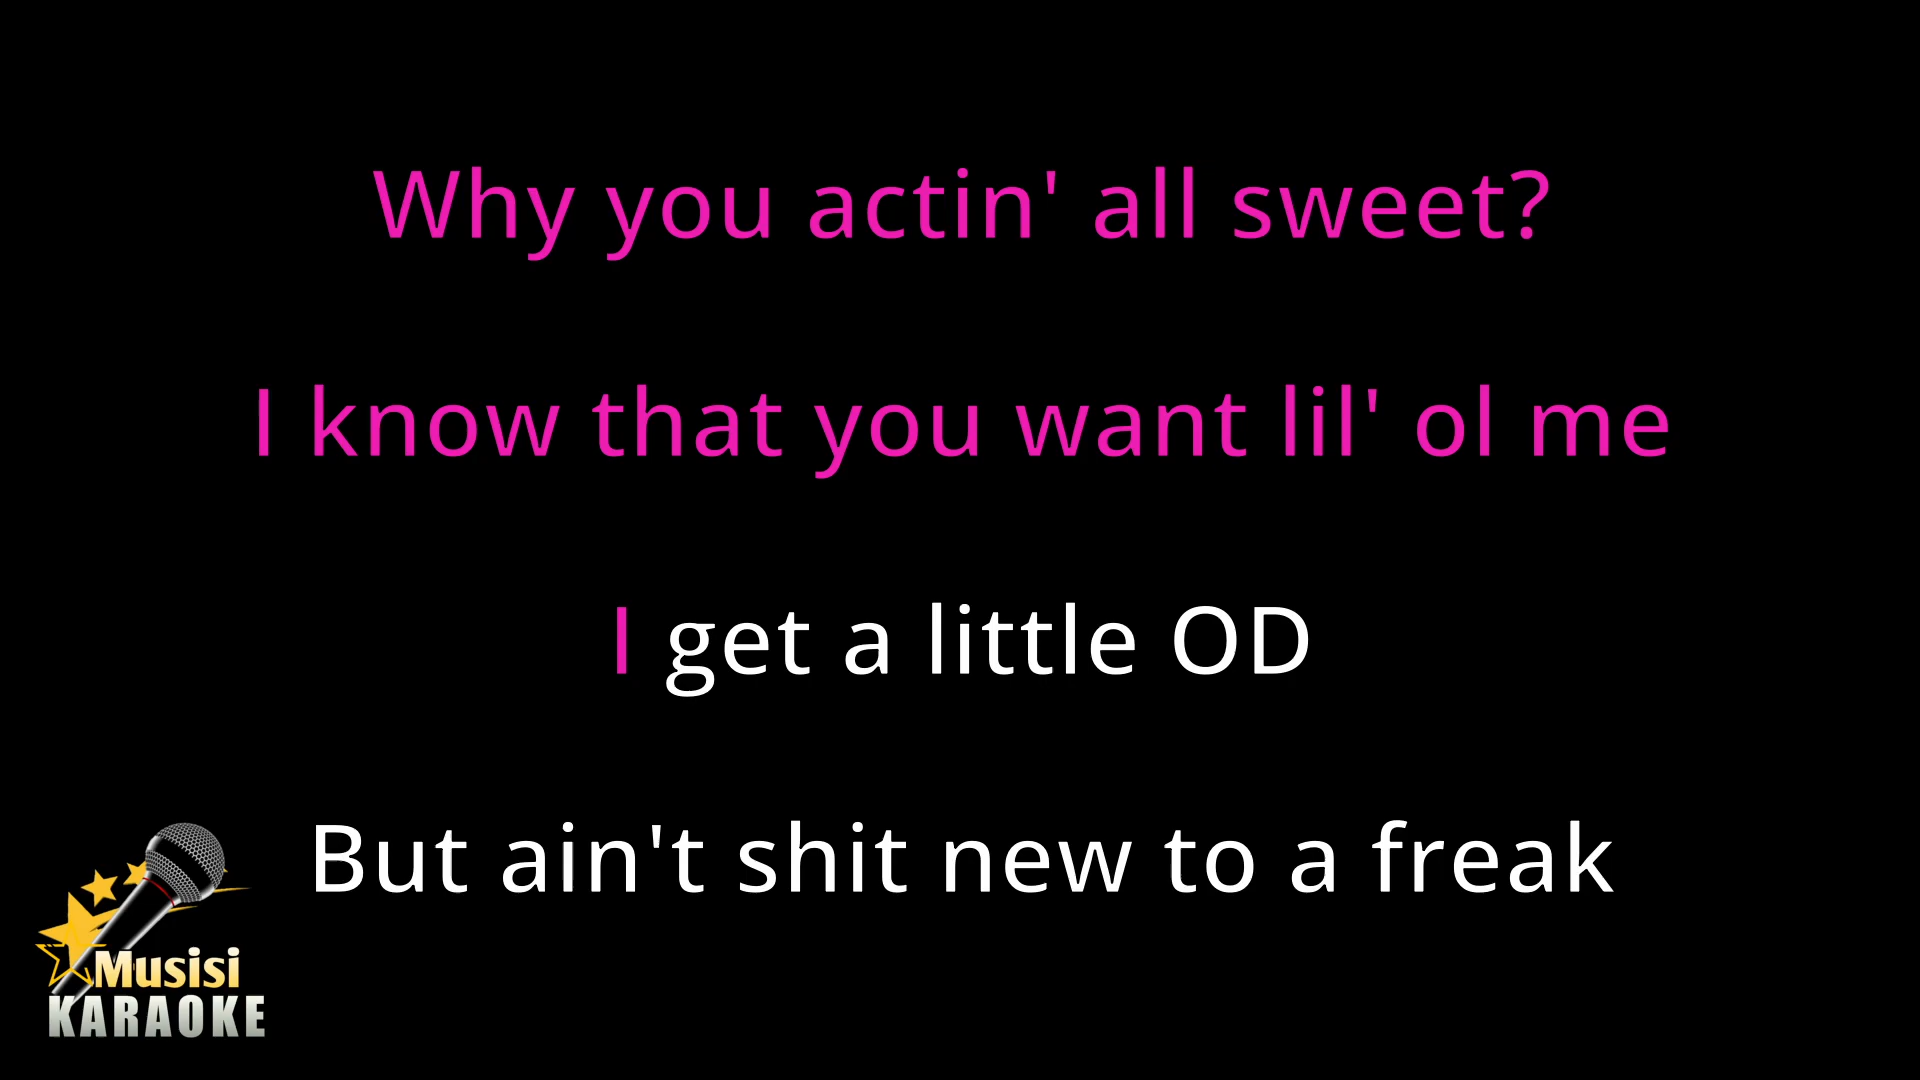 Why you actin' all sweet?
I know that you want lil' ol me
I get a little OD
But ain't shit new to a freak
Musisi
KARAOKE